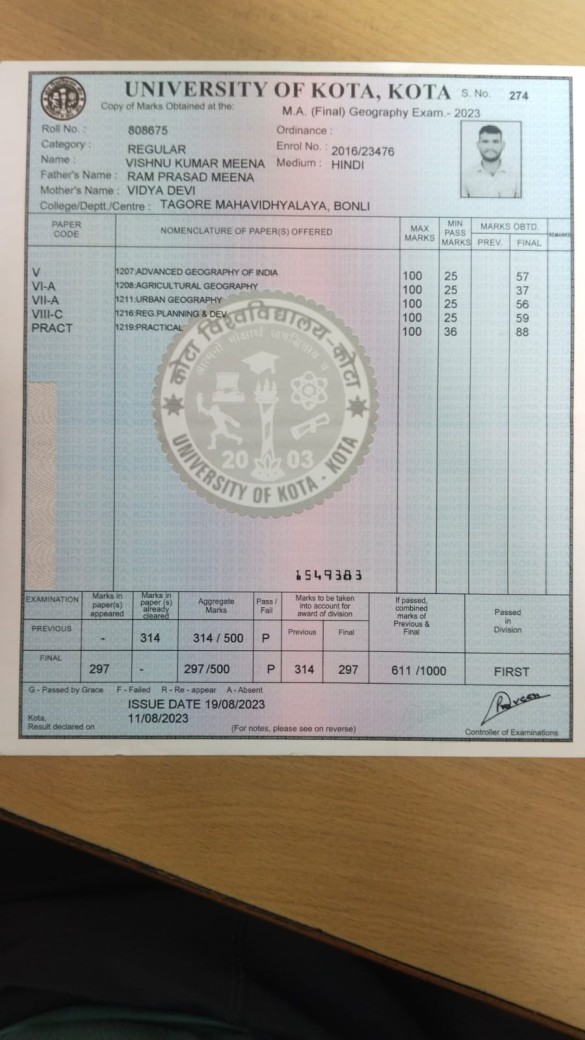 UNIVERSITY OF KOTA, KOTA S. No. 274
Copy of Marks Obtained at the: M.A. (Final) Geography Exam.- 2023
Roll No. : 808675 Ordinance :
Category : REGULAR Enrol No. : 2016/23476
Name : VISHNU KUMAR MEENA Medium : HINDI
Father's Name : RAM PRASAD MEENA
Mother's Name : VIDYA DEVI
College/Deptt./Centre : TAGORE MAHAVIDHYALAYA, BONLI
PAPER CODE NOMENCLATURE OF PAPER(S) OFFERED MAX MARKS MIN PASS MARKS MARKS OBTD. PREV. FINAL REMARKS
V 1207:ADVANCED GEOGRAPHY OF INDIA 100 25 57
VI-A 1208:AGRICULTURAL GEOGRAPHY 100 25 37
VII-A 1211:URBAN GEOGRAPHY 100 25 56
VIII-C 1216:REG.PLANNING & DEV. 100 25 59
PRACT 1219:PRACTICAL 100 36 88
कोटा विश्वविद्यालय-कोटा
2003
UNIVERSITY OF KOTA - KOTA
1549383
EXAMINATION Marks in paper(s) appeared Marks in paper (s) already cleared Aggregate Marks Pass / Fail Marks to be taken into account for award of division Previous Final If passed, combined marks of Previous & Final Passed in Division
PREVIOUS - 314 314 / 500 P
FINAL 297 - 297 /500 P 314 297 611 /1000 FIRST
G - Passed by Grace F - Failed R - Re - appear A - Absent
ISSUE DATE 19/08/2023
Kota,
Result declared on 11/08/2023 (For notes, please see on reverse) Controller of Examinations